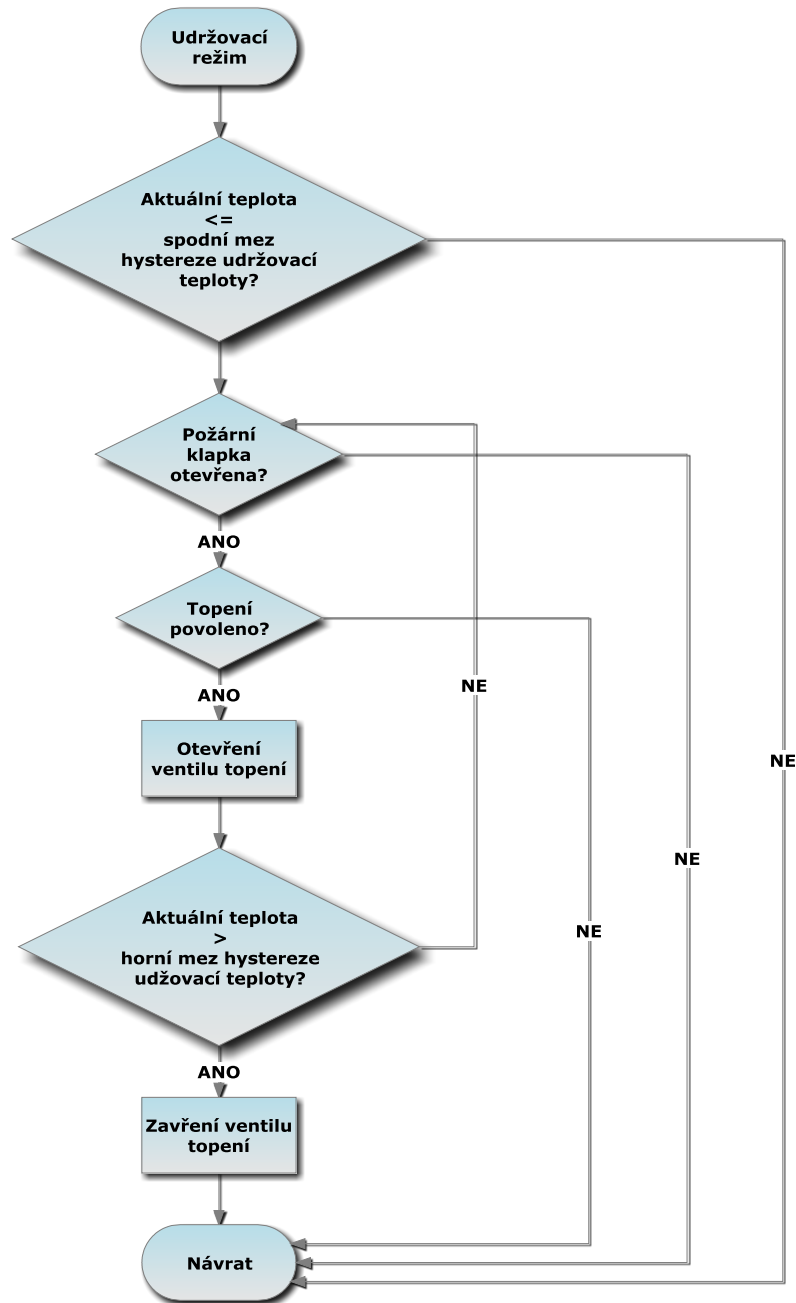 Udržovací
režim
Aktuální teplota
<=
spodní mez
hystereze udržovací
teploty?
Požární
klapka
otevřena?
ANO
Topení
povoleno?
ANO
NE
Otevření
ventilu topení
NE
NE
Aktuální teplota
>
horní mez hystereze
udžovací teploty?
NE
ANO
Zavření ventilu
topení
Návrat